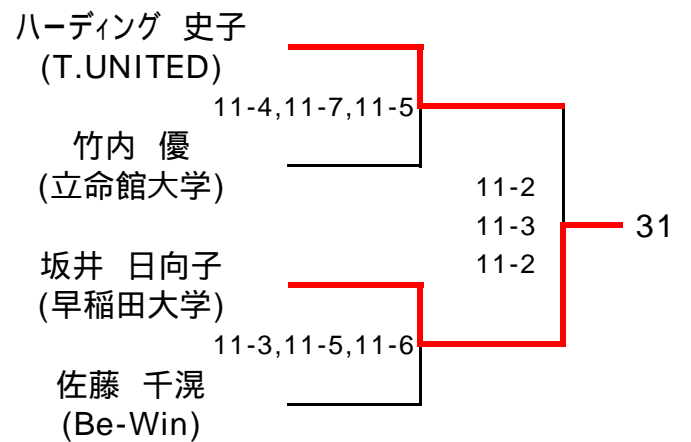 ハーディング 史子
(T.UNITED)
11-4,11-7,11-5
竹内 優
(立命館大学)
11-2
11-3
31
11-2
坂井 日向子
(早稲田大学)
11-3,11-5,11-6
佐藤 千滉
(Be-Win)